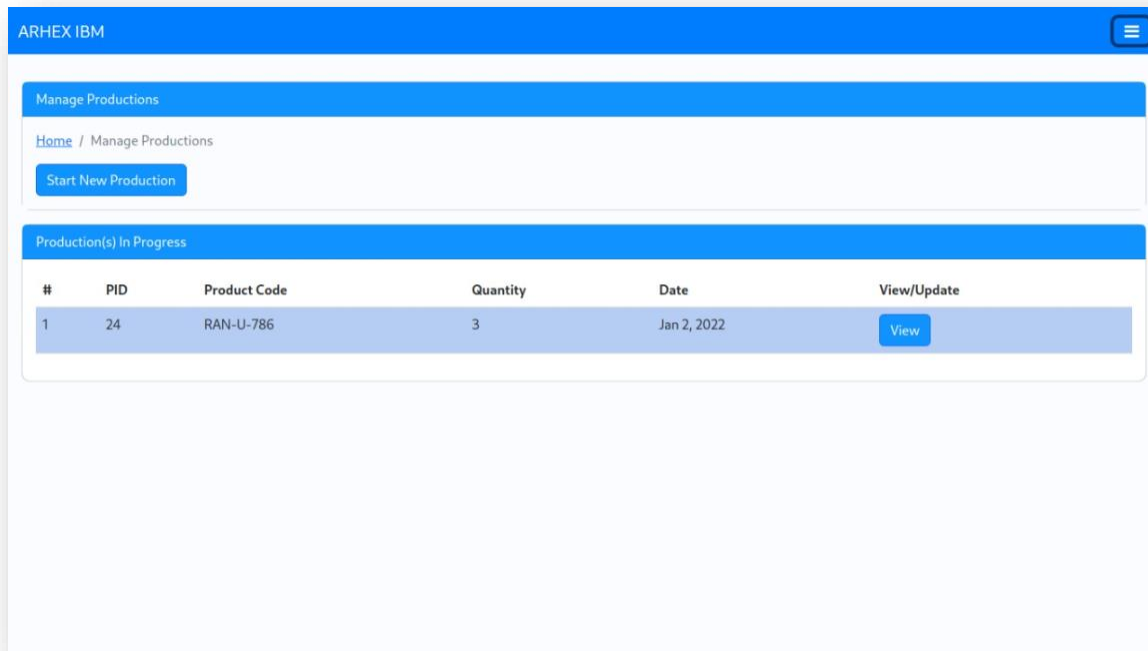 ARHEX IBM
Manage Productions
Home / Manage Productions
Start New Production
Production(s) In Progress
# PID Product Code Quantity Date View/Update
1 24 RAN-U-786 3 Jan 2, 2022 View